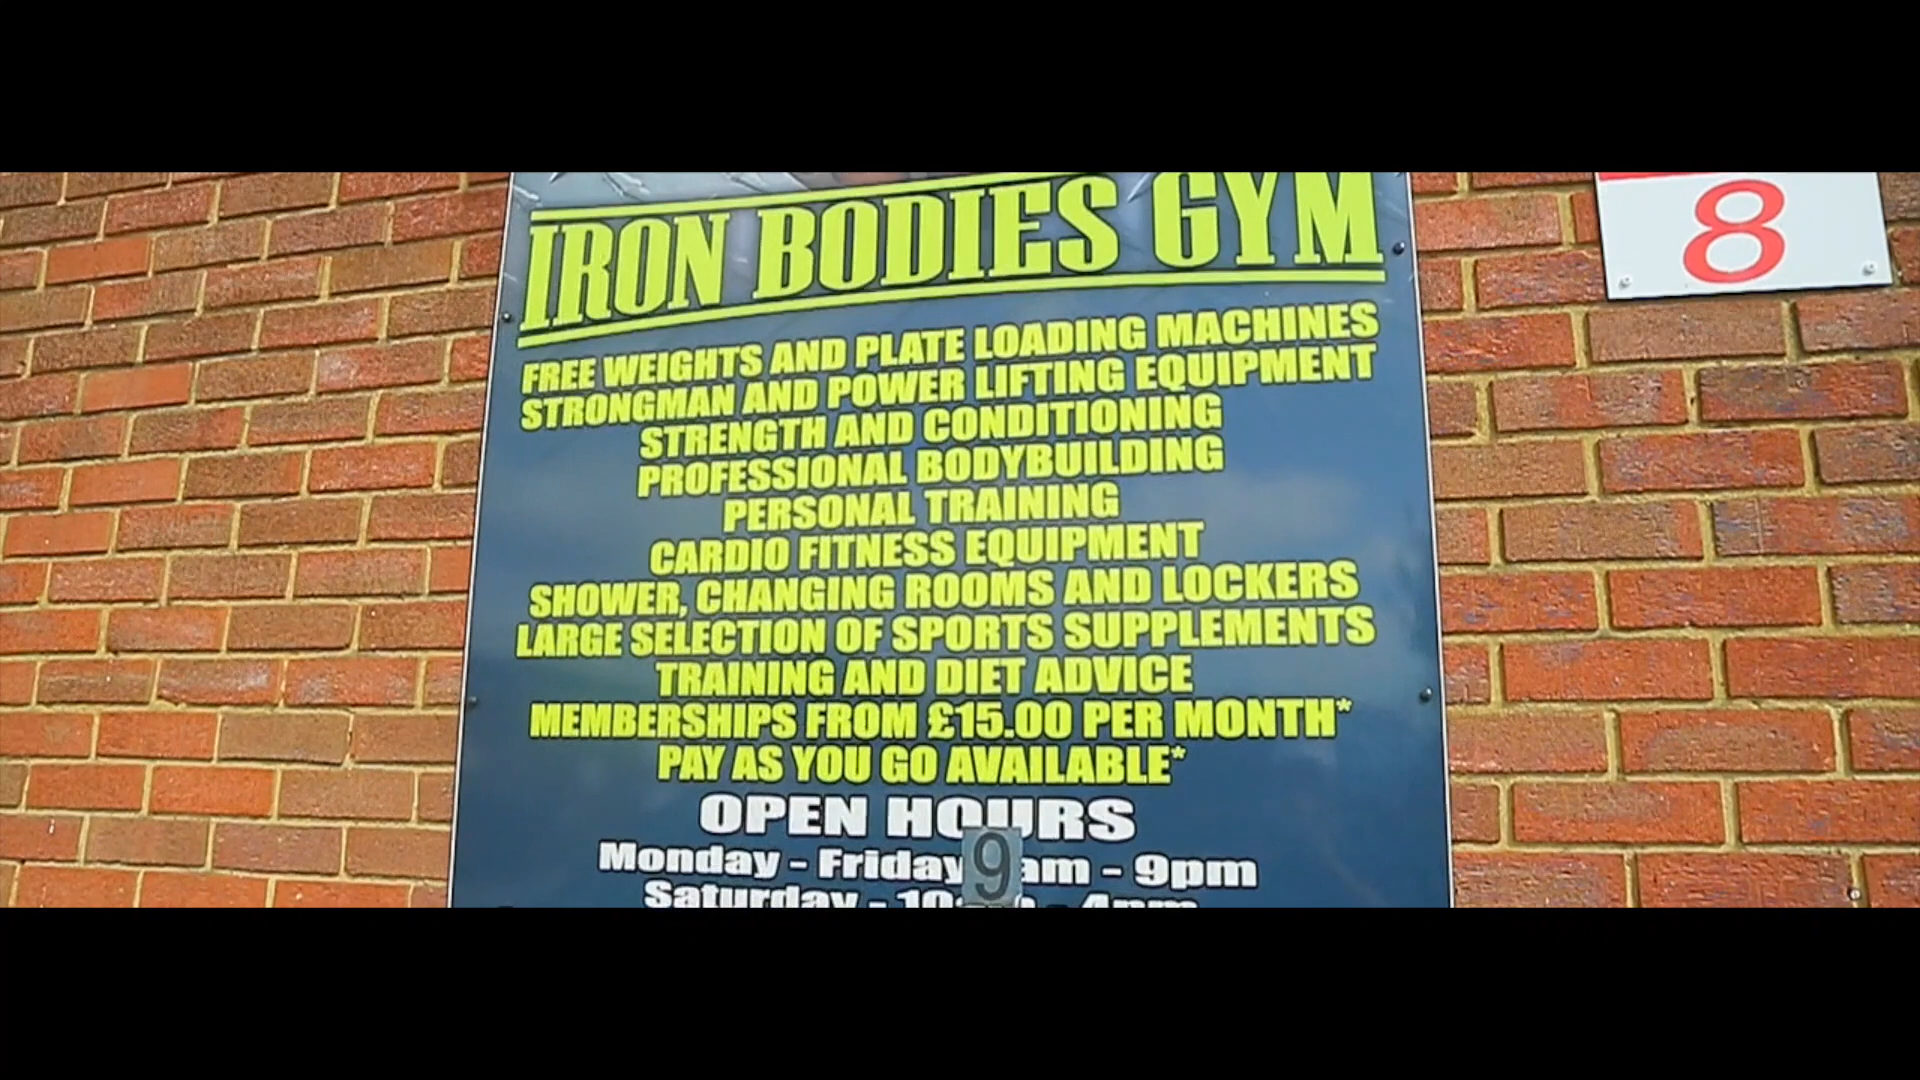 IRON BODIES GYM
8
FREE WEIGHTS AND PLATE LOADING MACHINES
STRONGMAN AND POWER LIFTING EQUIPMENT
STRENGTH AND CONDITIONING
PROFESSIONAL BODYBUILDING
PERSONAL TRAINING
CARDIO FITNESS EQUIPMENT
SHOWER, CHANGING ROOMS AND LOCKERS
LARGE SELECTION OF SPORTS SUPPLEMENTS
TRAINING AND DIET ADVICE
MEMBERSHIPS FROM £15.00 PER MONTH*
PAY AS YOU GO AVAILABLE*
OPEN HOURS
Monday - Friday 9am - 9pm
Saturday - - 4pm